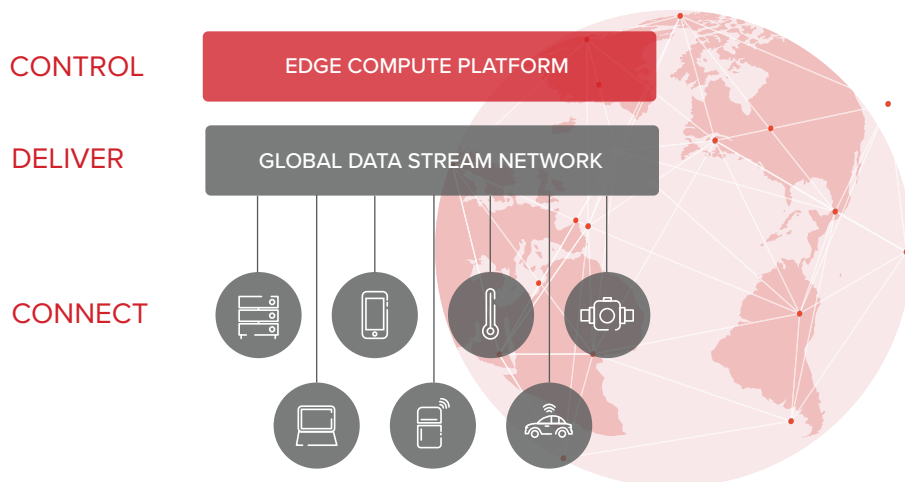 CONTROL
EDGE COMPUTE PLATFORM
DELIVER
GLOBAL DATA STREAM NETWORK
CONNECT